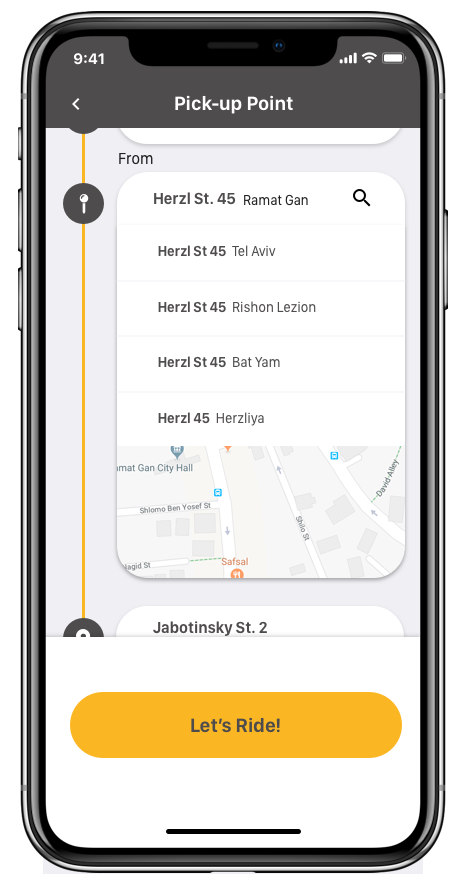 9:41
Pick-up Point
From
Herzl St. 45 Ramat Gan
Herzl St 45 Tel Aviv
Herzl St 45 Rishon Lezion
Herzl St 45 Bat Yam
Herzl 45 Herzliya
mat Gan City Hall
David Alley
Shlomo Ben Yosef St
Shilo St
lagid St
Safsal
Jabotinsky St. 2
Let's Ride!